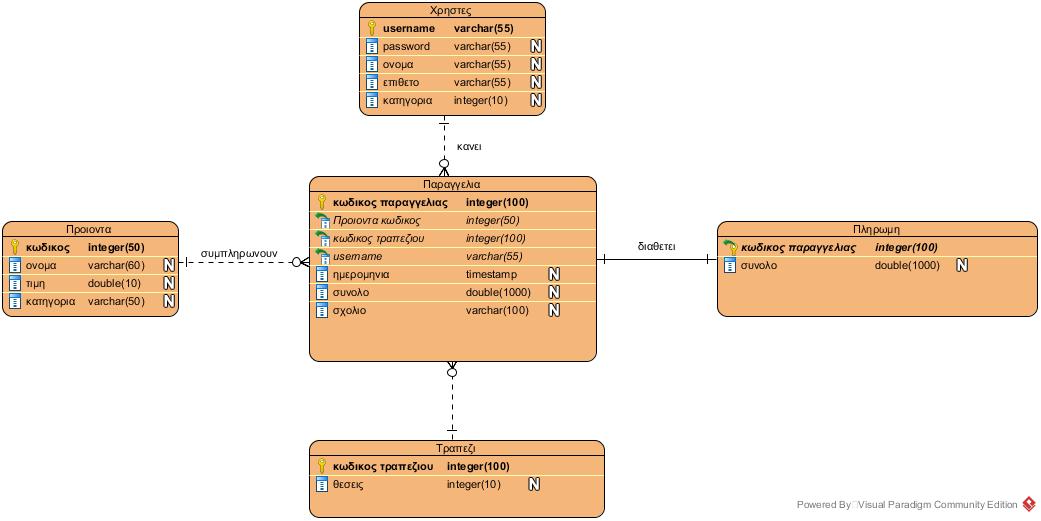 Χρηστες
username varchar(55)
password varchar(55) N
ονομα varchar(55) N
επιθετο varchar(55) N
κατηγορια integer(10) N
κανει
Παραγγελια
κωδικος παραγγελιας integer(100)
Προιοντα κωδικος integer(50)
κωδικος τραπεζιου integer(100)
username varchar(55)
ημερομηνια timestamp N
συνολο double(1000) N
σχολιο varchar(100) N
Προιοντα
κωδικος integer(50)
ονομα varchar(60) N
τιμη double(10) N
κατηγορια varchar(50) N
συμπληρωνουν
διαθετει
Πληρωμη
κωδικος παραγγελιας integer(100)
συνολο double(1000) N
Τραπεζι
κωδικος τραπεζιου integer(100)
θεσεις integer(10) N
Powered By Visual Paradigm Community Edition